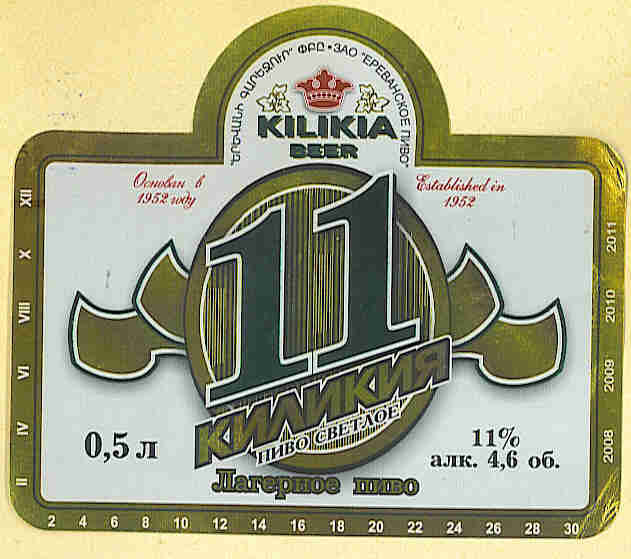 "ԵՐԵՎԱՆԻ ԳԱՐԵՋՈՒՐ" ՓԲԸ • ЗАО "ЕРЕВАНСКОЕ ПИВО"
KILIKIA
BEER
Основан в
1952 году
Established in
1952
11
КИЛИКИЯ
ПИВО СВЕТЛОЕ
0,5 л
11%
алк. 4,6 об.
Лагерное пиво
XII
X
VIII
VI
IV
II
2011
2010
2009
2008
2 4 6 8 10 12 14 16 18 20 22 24 26 28 30